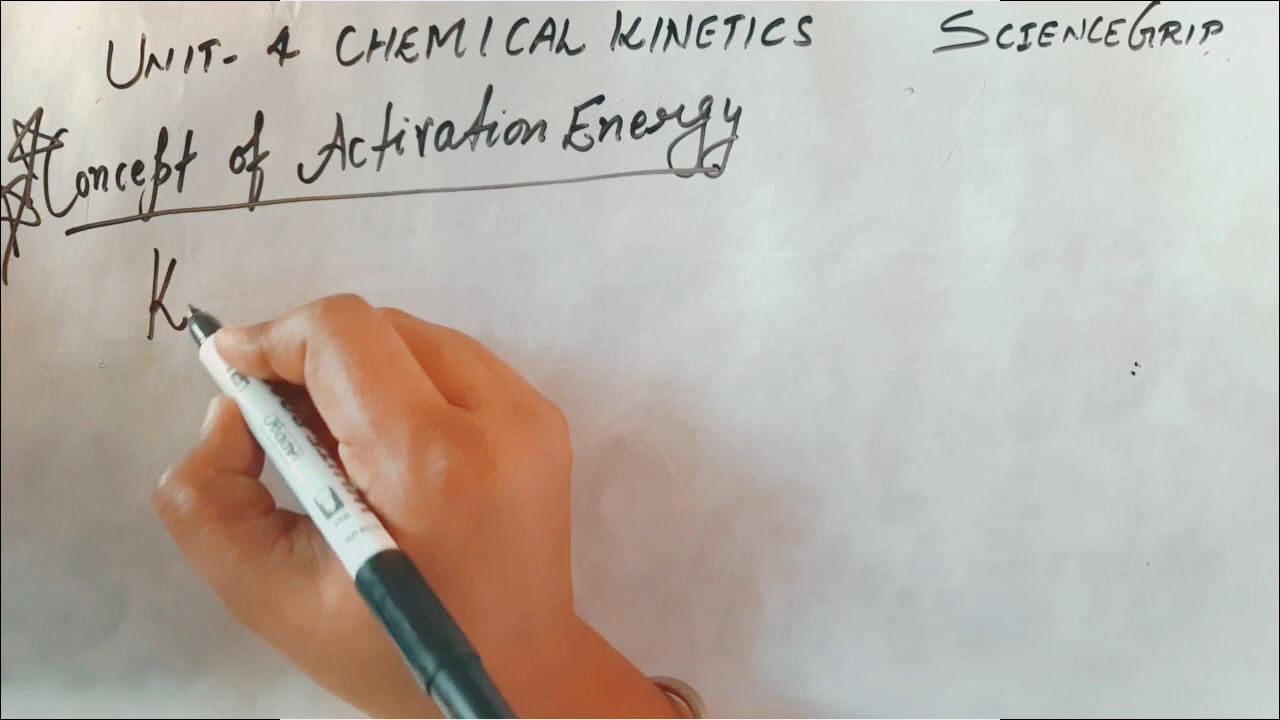 UNIT- 4 CHEMICAL KINETICS SCIENCEGRIP
Concept of Activation Energy
K